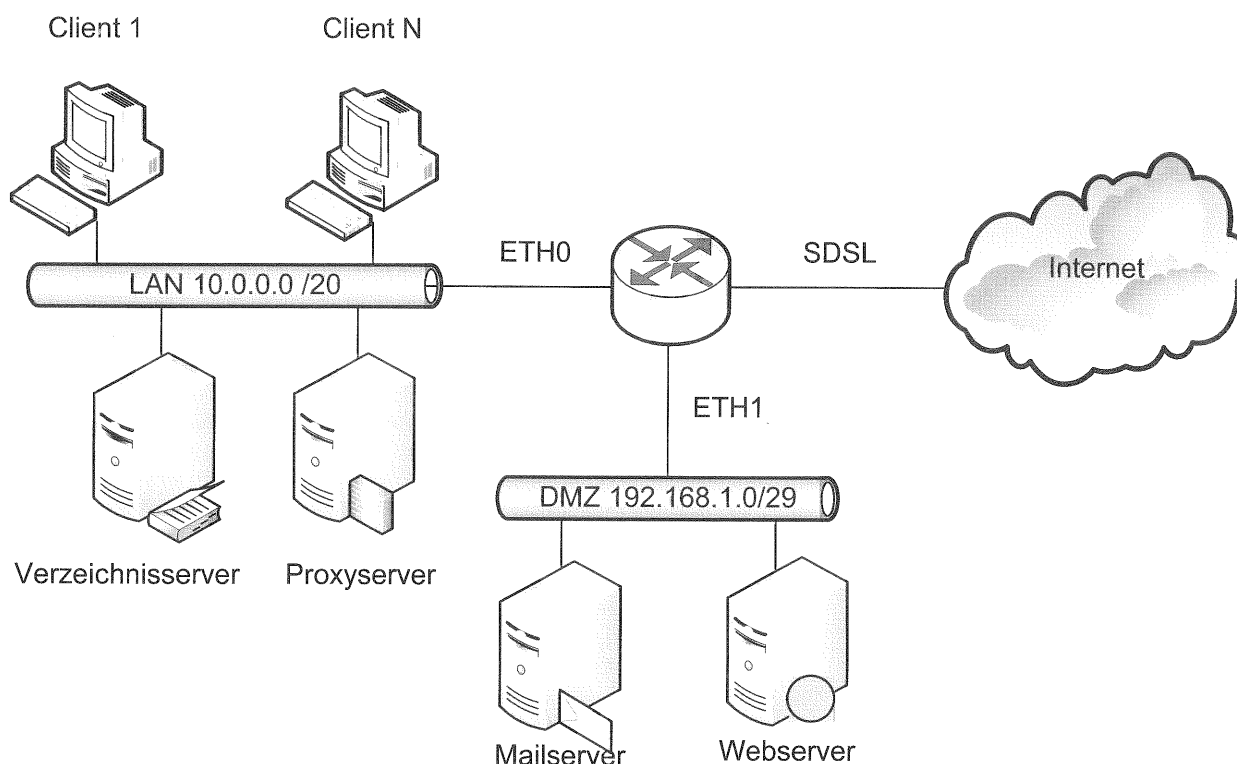 Client 1
Client N
ETH0
SDSL
Internet
LAN 10.0.0.0 /20
ETH1
DMZ 192.168.1.0/29
Verzeichnisserver
Proxyserver
Mailserver
Webserver